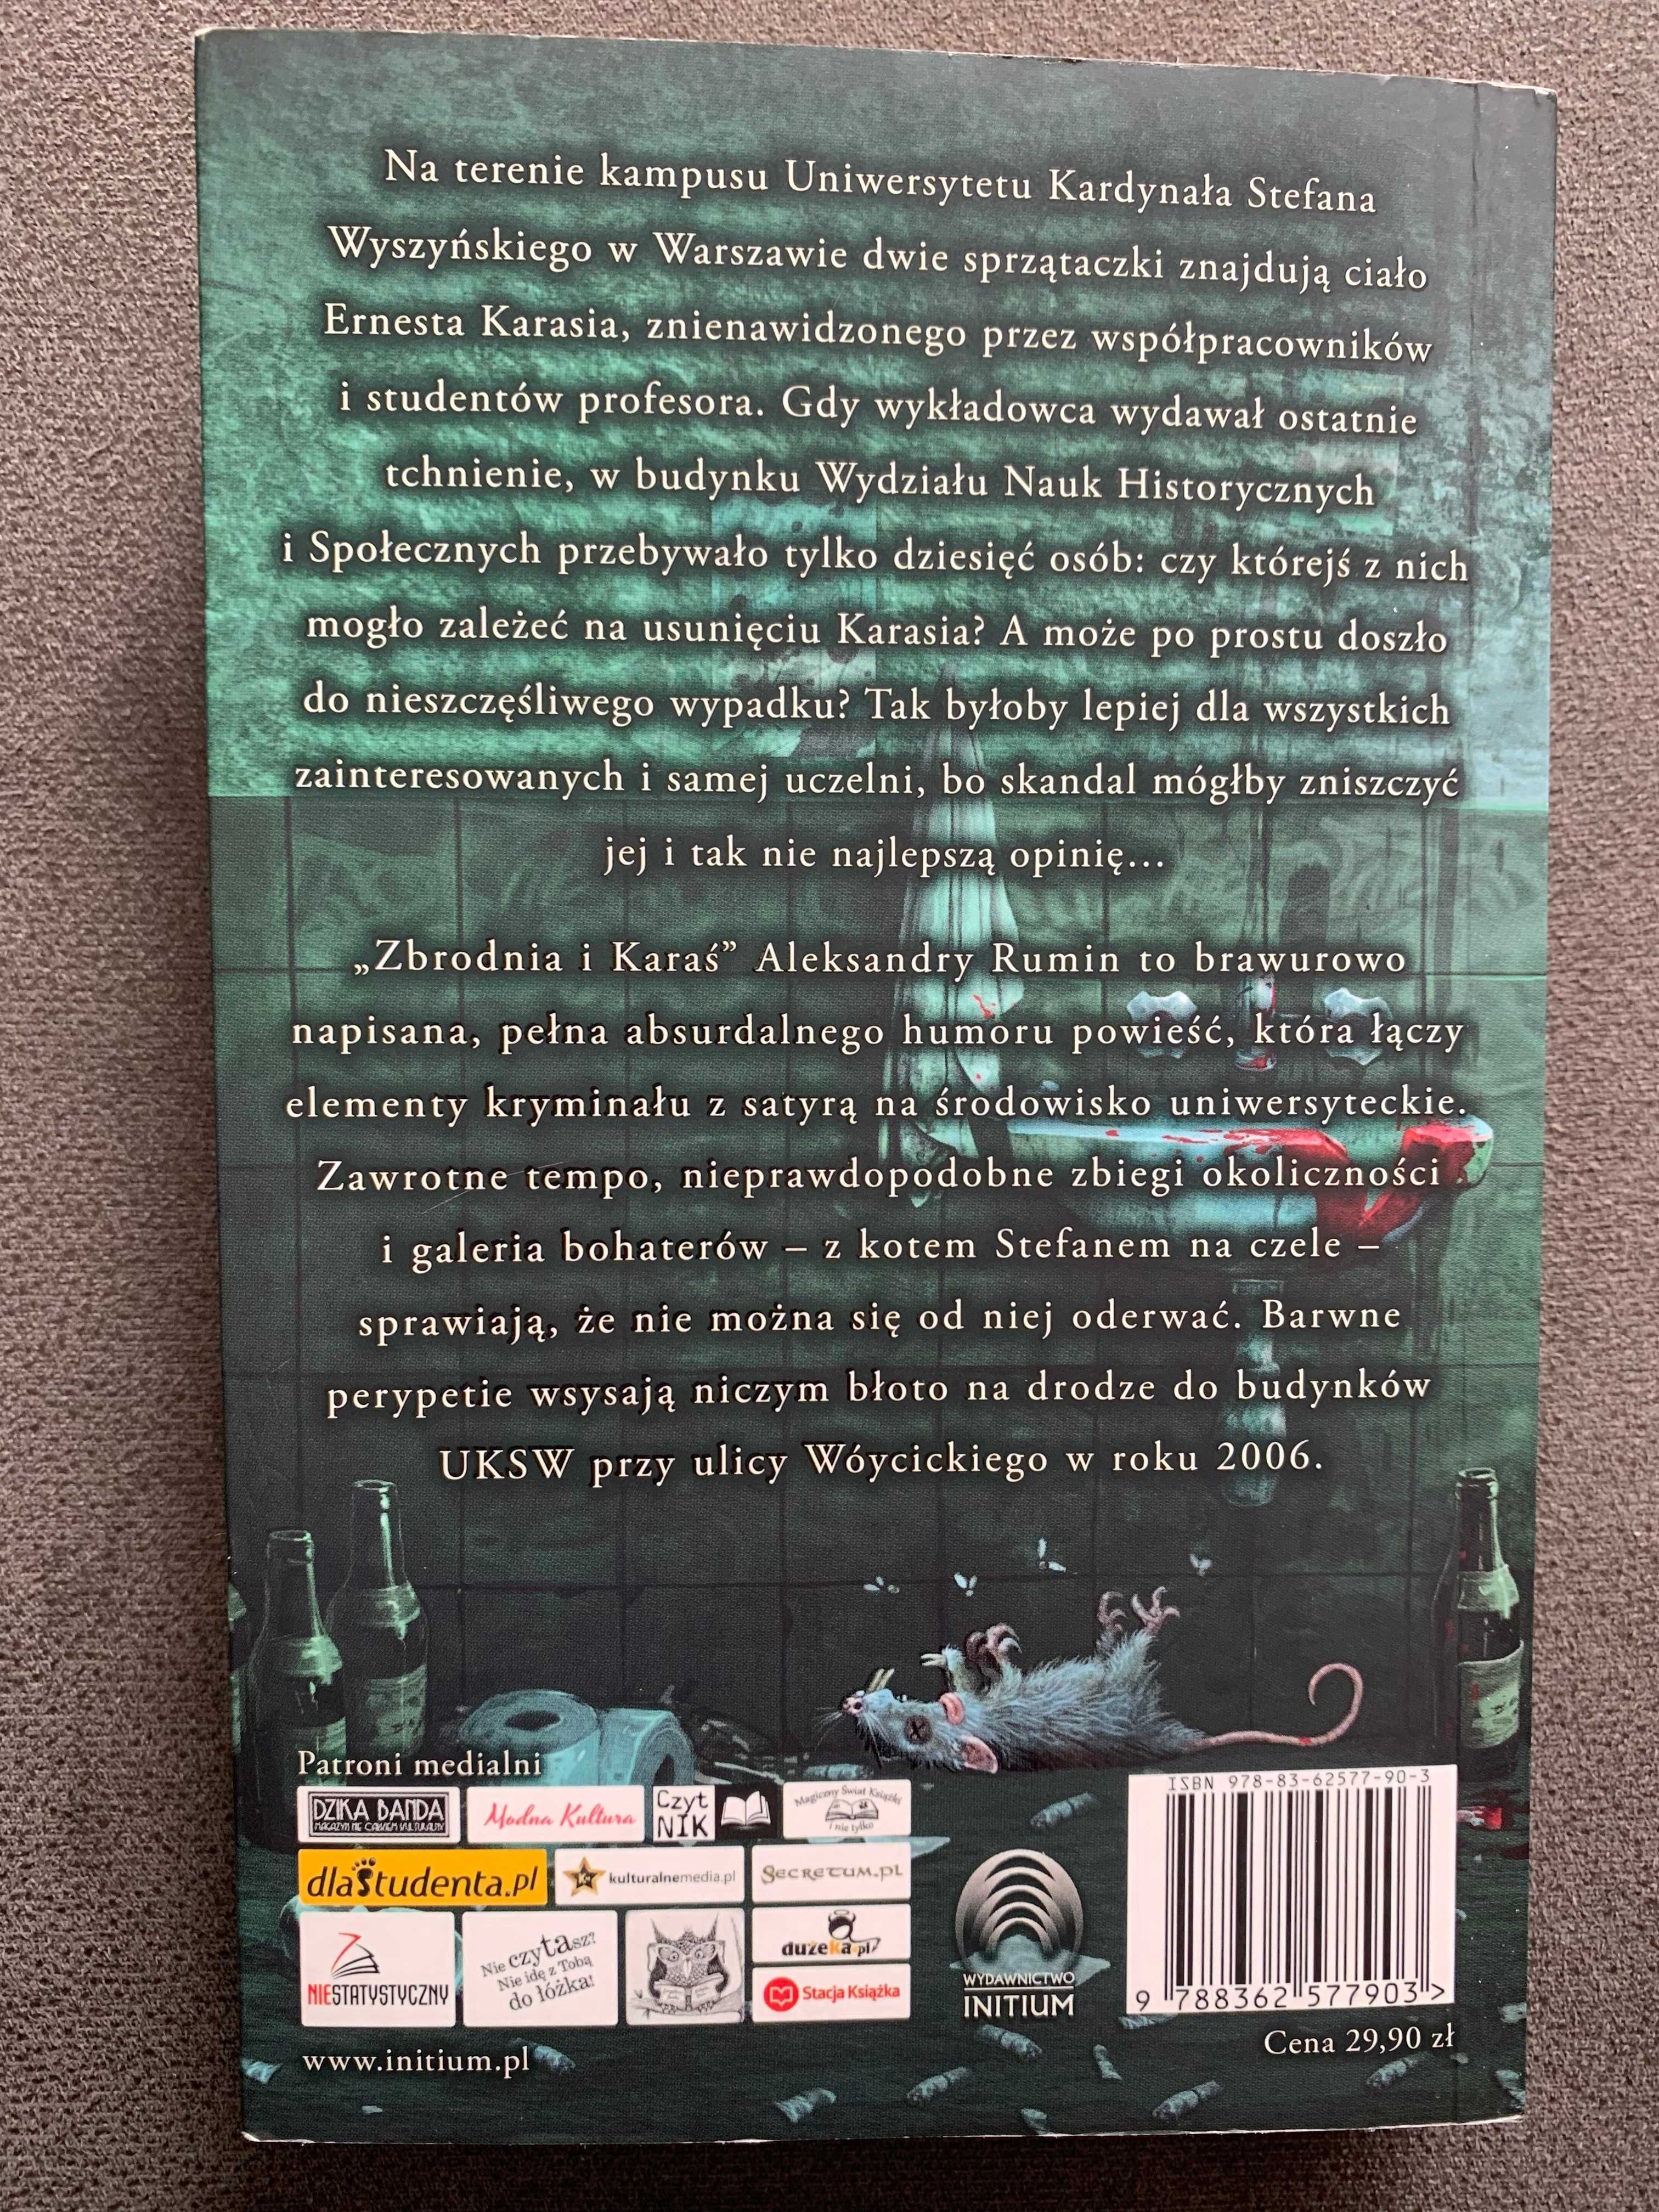 Na terenie kampusu Uniwersytetu Kardynała Stefana
Wyszyńskiego w Warszawie dwie sprzątaczki znajdują ciało
Ernesta Karasia, znienawidzonego przez współpracowników
i studentów profesora. Gdy wykładowca wydawał ostatnie
tchnienie, w budynku Wydziału Nauk Historycznych
i Społecznych przebywało tylko dziesięć osób: czy którejś z nich
mogło zależeć na usunięciu Karasia? A może po prostu doszło
do nieszczęśliwego wypadku? Tak byłoby lepiej dla wszystkich
zainteresowanych i samej uczelni, bo skandal mógłby zniszczyć
jej i tak nie najlepszą opinię...
„Zbrodnia i Karaś” Aleksandry Rumin to brawurowo
napisana, pełna absurdalnego humoru powieść, która łączy
elementy kryminału z satyrą na środowisko uniwersyteckie.
Zawrotne tempo, nieprawdopodobne zbiegi okoliczności
i galeria bohaterów – z kotem Stefanem na czele –
sprawiają, że nie można się od niej oderwać. Barwne
perypetie wsysają niczym błoto na drodze do budynków
UKSW przy ulicy Wóycickiego w roku 2006.
Patroni medialni
DZIKA BANDA
MAGAZYN NIE CAŁKIEM KULTURALNY
Modna Kultura
Czyt
NIK
Magiczny Świat Książki
i nie tylko
dlaStudenta.pl
kulturalnemedia.pl
SECRETUM.PL
NIESTATYSTYCZNY
Nie czytasz?
Nie idę z Tobą
do łóżka!
dużeka.pl
Stacja Książka
WYDAWNICTWO
INITIUM
ISBN 978-83-62577-90-3
9 788362 577903 >
Cena 29,90 zł
www.initium.pl